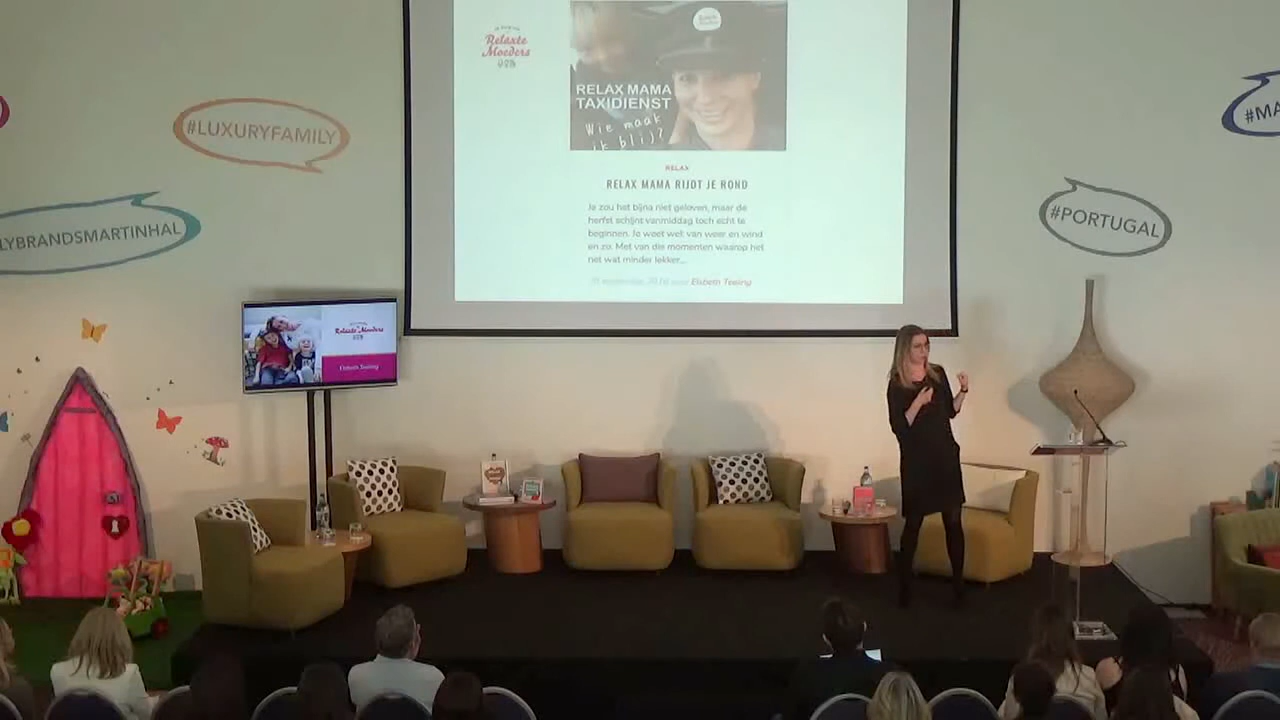 Relaxte
Moeders
RELAX MAMA
TAXIDIENST
Wie maak
ik blij?
RELAX
RELAX MAMA RIJDT JE ROND
Je zou het bijna niet geloven, maar de
herfst schijnt vanmiddag toch echt te
beginnen. Je weet wel: van weer en wind
en zo. Met van die momenten waarop het
net wat minder lekker...
Elsbeth Teeling
#LUXURYFAMILY
LYBRANDSMARTINHAL
#PORTUGAL
#MA
Relaxte
Moeders
Elsbeth Teeling